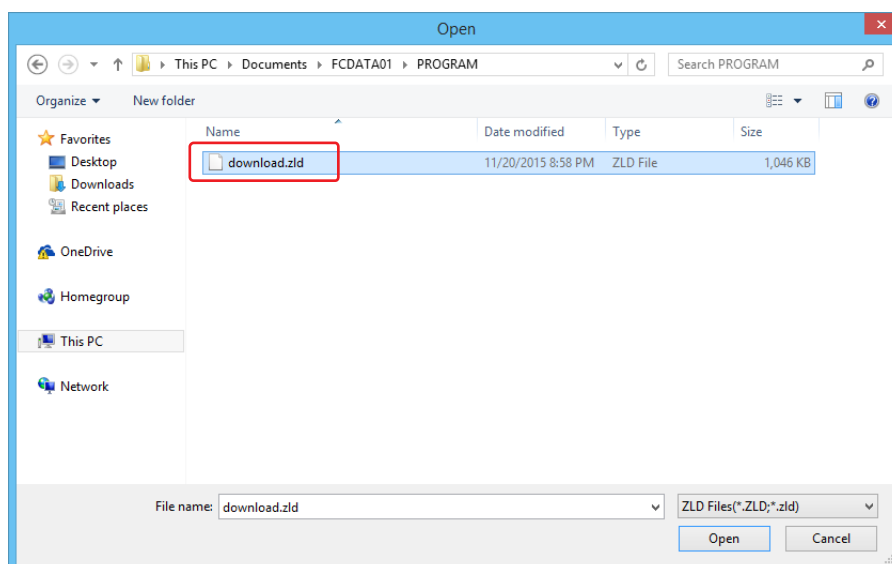 Open
This PC Documents FCDATA01 PROGRAM Search PROGRAM
Organize New folder
Name Date modified Type Size
Favorites
download.zld 11/20/2015 8:58 PM ZLD File 1,046 KB
Desktop
Downloads
Recent places
OneDrive
Homegroup
This PC
Network
File name: download.zld ZLD Files(*.ZLD;*.zld)
Open Cancel